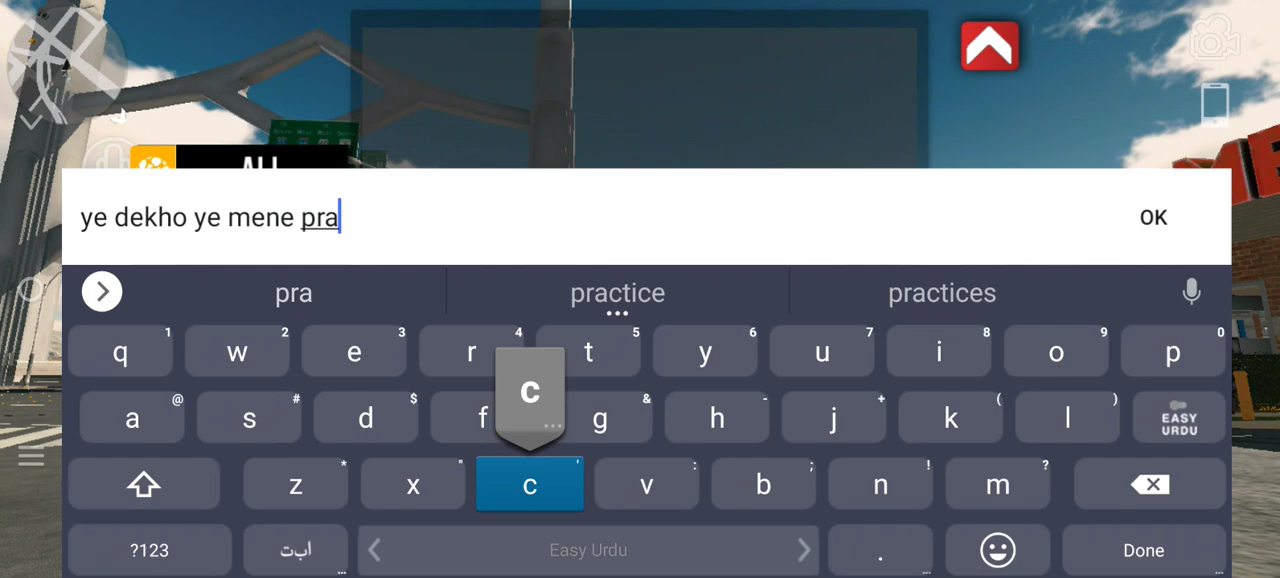 ALL
ye dekho ye mene pra
OK
pra practice practices
q 1 w 2 e 3 r 4 t 5 y 6 u 7 i 8 o 9 p 0
a @ s # d $ f g & h - j + k ( l ) EASY URDU
c
z * x " c ' v : b ; n ! m ?
?123 ابت Easy Urdu . Done